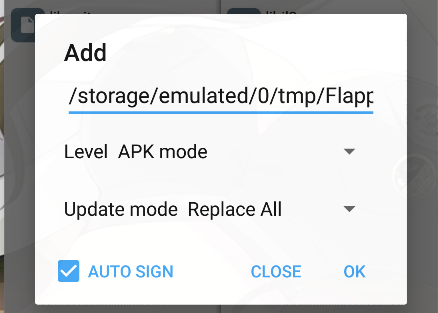 Add
/storage/emulated/0/tmp/Flapp
Level APK mode
Update mode Replace All
AUTO SIGN CLOSE OK